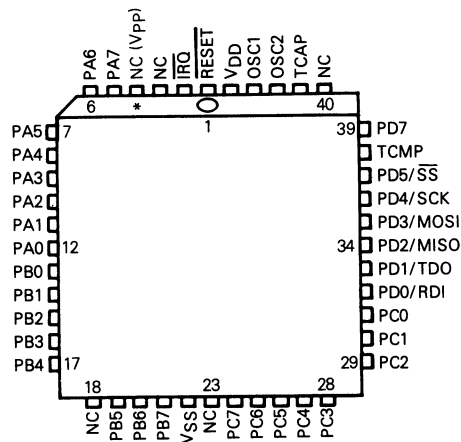 PA6
PA7
NC (VPP)
NC
IRQ
RESET
VDD
OSC1
OSC2
TCAP
NC
6
*
1
40
PA5 7
39 PD7
PA4
TCMP
PA3
PD5/SS
PA2
PD4/SCK
PA1
PD3/MOSI
PA0 12
34 PD2/MISO
PB0
PD1/TDO
PB1
PD0/RDI
PB2
PC0
PB3
PC1
PB4 17
29 PC2
18
23
28
NC
PB5
PB6
PB7
VSS
NC
PC7
PC6
PC5
PC4
PC3